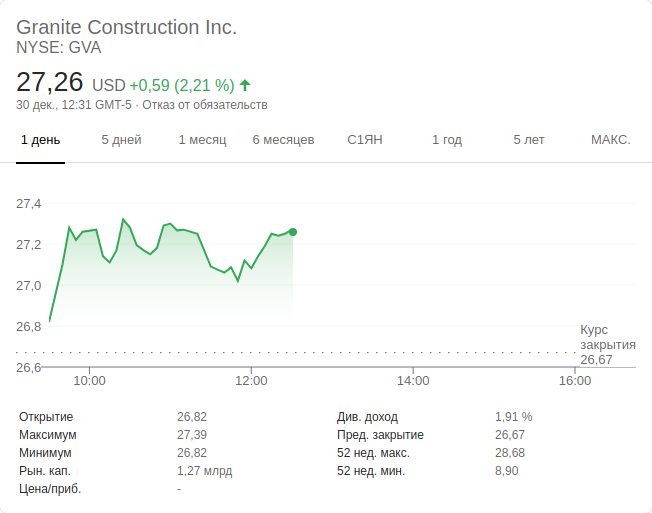 Granite Construction Inc.
NYSE: GVA
27,26 USD +0,59 (2,21 %)
30 дек., 12:31 GMT-5 · Отказ от обязательств
1 день 5 дней 1 месяц 6 месяцев С1ЯН 1 год 5 лет МАКС.
27,4
27,2
27,0
26,8
26,6
Курс
закрытия
26,67
10:00 12:00 14:00 16:00
Открытие 26,82 Див. доход 1,91 %
Максимум 27,39 Пред. закрытие 26,67
Минимум 26,82 52 нед. макс. 28,68
Рын. кап. 1,27 млрд 52 нед. мин. 8,90
Цена/приб. -